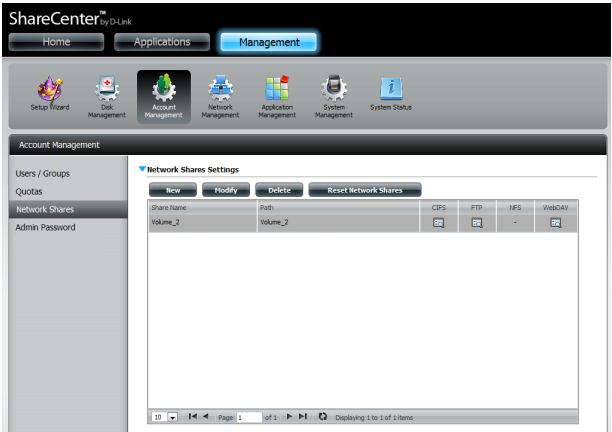 ShareCenter™ by D-Link
Home Applications Management
Setup Wizard Disk Management Account Management Network Management Application Management System Management System Status
Account Management
Users / Groups
Quotas
Network Shares
Admin Password
Network Shares Settings
New Modify Delete Reset Network Shares
Share Name Path CIFS FTP NFS WebDAV
Volume_2 Volume_2 -
10 Page 1 of 1 Displaying 1 to 1 of 1 items